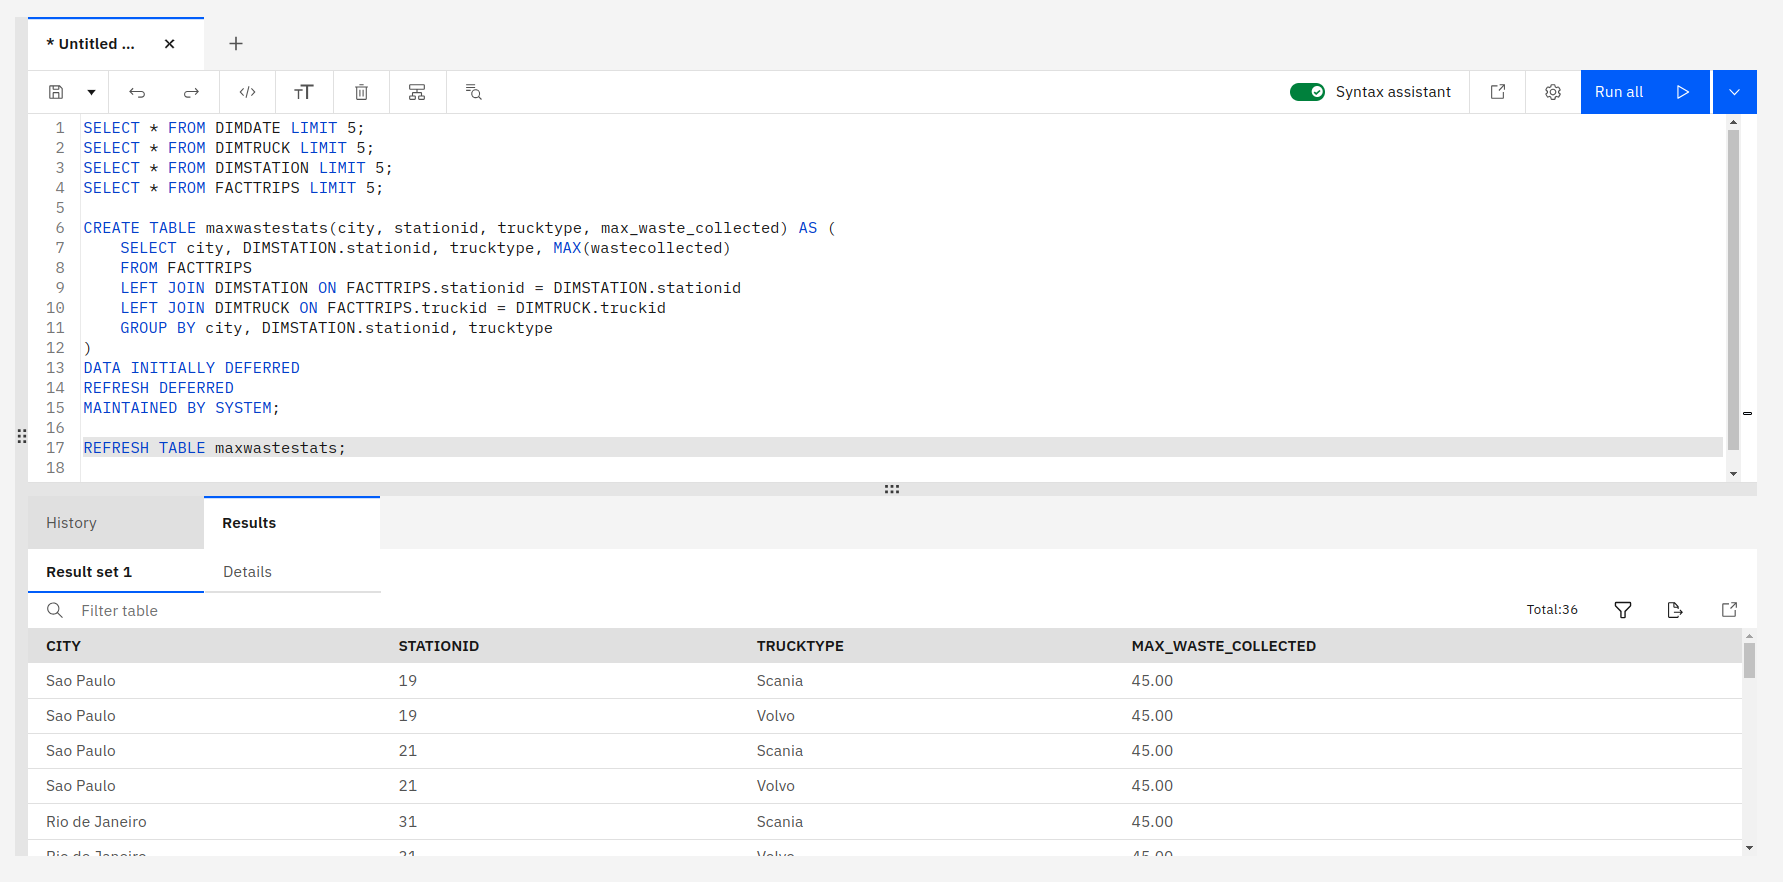 * Untitled ...
Syntax assistant
Run all
1 SELECT * FROM DIMDATE LIMIT 5;
2 SELECT * FROM DIMTRUCK LIMIT 5;
3 SELECT * FROM DIMSTATION LIMIT 5;
4 SELECT * FROM FACTTRIPS LIMIT 5;
5
6 CREATE TABLE maxwastestats(city, stationid, trucktype, max_waste_collected) AS (
7     SELECT city, DIMSTATION.stationid, trucktype, MAX(wastecollected)
8     FROM FACTTRIPS
9     LEFT JOIN DIMSTATION ON FACTTRIPS.stationid = DIMSTATION.stationid
10     LEFT JOIN DIMTRUCK ON FACTTRIPS.truckid = DIMTRUCK.truckid
11     GROUP BY city, DIMSTATION.stationid, trucktype
12 )
13 DATA INITIALLY DEFERRED
14 REFRESH DEFERRED
15 MAINTAINED BY SYSTEM;
16
17 REFRESH TABLE maxwastestats;
18
History Results
Result set 1 Details
Filter table Total:36
CITY STATIONID TRUCKTYPE MAX_WASTE_COLLECTED
Sao Paulo 19 Scania 45.00
Sao Paulo 19 Volvo 45.00
Sao Paulo 21 Scania 45.00
Sao Paulo 21 Volvo 45.00
Rio de Janeiro 31 Scania 45.00
Rio de Janeiro 31 Volvo 45.00